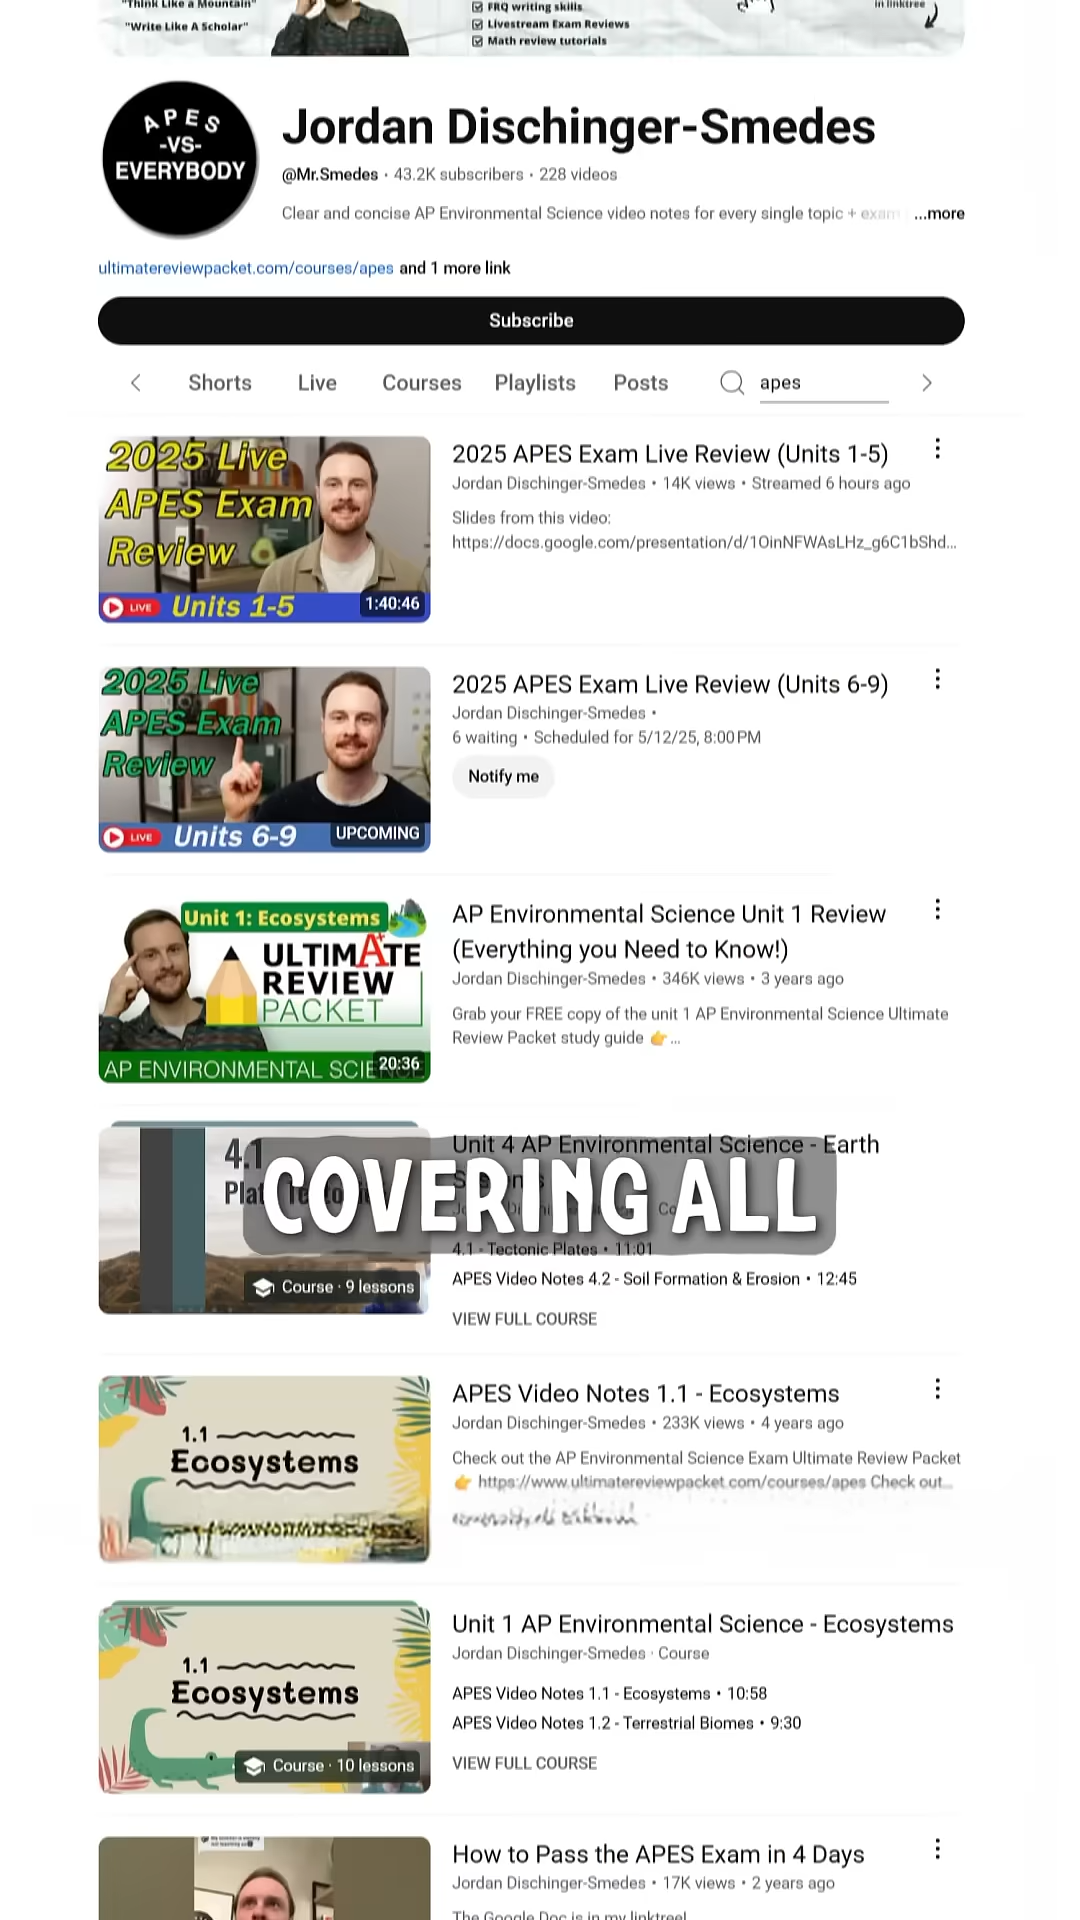 "Think Like a Mountain"
"Write Like A Scholar"
FRQ writing skills
Livestream Exam Reviews
Math review tutorials
in linktree
APES
-VS-
EVERYBODY
Jordan Dischinger-Smedes
@Mr.Smedes • 43.2K subscribers • 228 videos
Clear and concise AP Environmental Science video notes for every single topic + exam ...more
ultimatereviewpacket.com/courses/apes and 1 more link
Subscribe
Shorts Live Courses Playlists Posts apes
2025 Live
APES Exam
Review
LIVE Units 1-5 1:40:46
2025 APES Exam Live Review (Units 1-5)
Jordan Dischinger-Smedes • 14K views • Streamed 6 hours ago
Slides from this video:
https://docs.google.com/presentation/d/1OinNFWAsLHz_g6C1bShd...
2025 Live
APES Exam
Review
LIVE Units 6-9 UPCOMING
2025 APES Exam Live Review (Units 6-9)
Jordan Dischinger-Smedes •
6 waiting • Scheduled for 5/12/25, 8:00 PM
Notify me
Unit 1: Ecosystems
ULTIMATE
REVIEW
PACKET
AP ENVIRONMENTAL SCIE 20:36
AP Environmental Science Unit 1 Review
(Everything you Need to Know!)
Jordan Dischinger-Smedes • 346K views • 3 years ago
Grab your FREE copy of the unit 1 AP Environmental Science Ultimate
Review Packet study guide 👉 ...
4.1
Course · 9 lessons
Unit 4 AP Environmental Science - Earth
COVERING ALL
4.1 - Tectonic Plates • 11:01
APES Video Notes 4.2 - Soil Formation & Erosion • 12:45
VIEW FULL COURSE
1.1
Ecosystems
APES Video Notes 1.1 - Ecosystems
Jordan Dischinger-Smedes • 233K views • 4 years ago
Check out the AP Environmental Science Exam Ultimate Review Packet
👉 https://www.ultimatereviewpacket.com/courses/apes Check out...
1.1
Ecosystems
Course · 10 lessons
Unit 1 AP Environmental Science - Ecosystems
Jordan Dischinger-Smedes · Course
APES Video Notes 1.1 - Ecosystems • 10:58
APES Video Notes 1.2 - Terrestrial Biomes • 9:30
VIEW FULL COURSE
How to Pass the APES Exam in 4 Days
Jordan Dischinger-Smedes • 17K views • 2 years ago
The Google Doc is in my linktree!